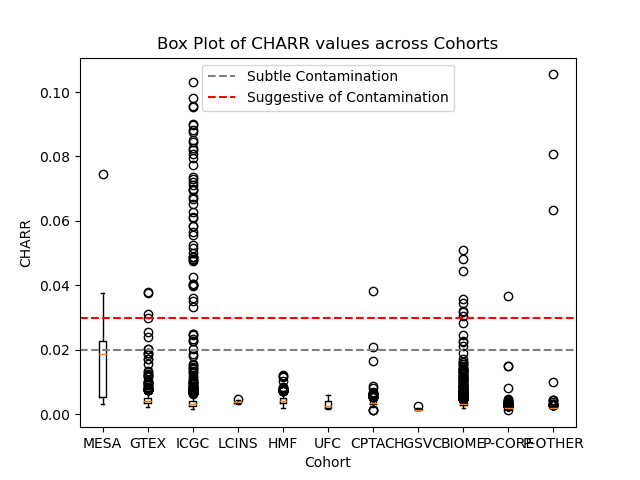 Box Plot of CHARR values across Cohorts
Subtle Contamination
Suggestive of Contamination
CHARR
0.10
0.08
0.06
0.04
0.02
0.00
MESA GTEX ICGC LCINS HMF UFC CPTAC HGSVC BIOME P-CORE P-OTHER
Cohort